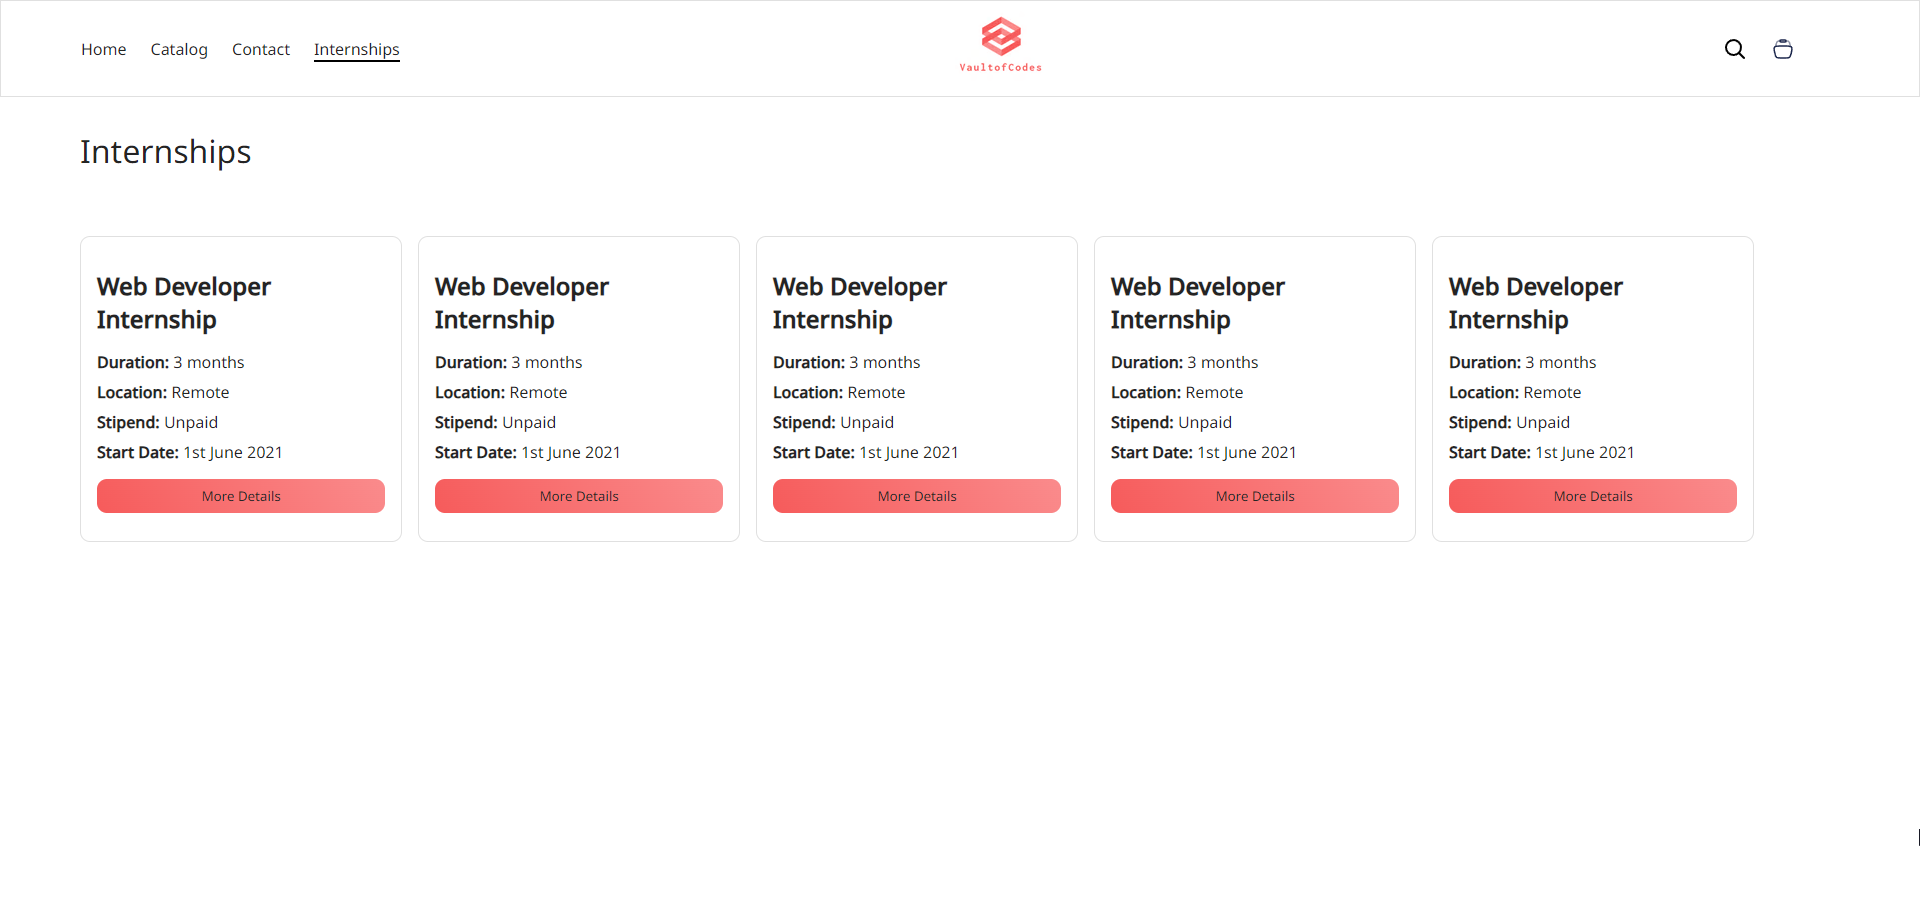 Home Catalog Contact Internships
VaultofCodes
Internships
Web Developer
Internship
Duration: 3 months
Location: Remote
Stipend: Unpaid
Start Date: 1st June 2021
More Details
Web Developer
Internship
Duration: 3 months
Location: Remote
Stipend: Unpaid
Start Date: 1st June 2021
More Details
Web Developer
Internship
Duration: 3 months
Location: Remote
Stipend: Unpaid
Start Date: 1st June 2021
More Details
Web Developer
Internship
Duration: 3 months
Location: Remote
Stipend: Unpaid
Start Date: 1st June 2021
More Details
Web Developer
Internship
Duration: 3 months
Location: Remote
Stipend: Unpaid
Start Date: 1st June 2021
More Details